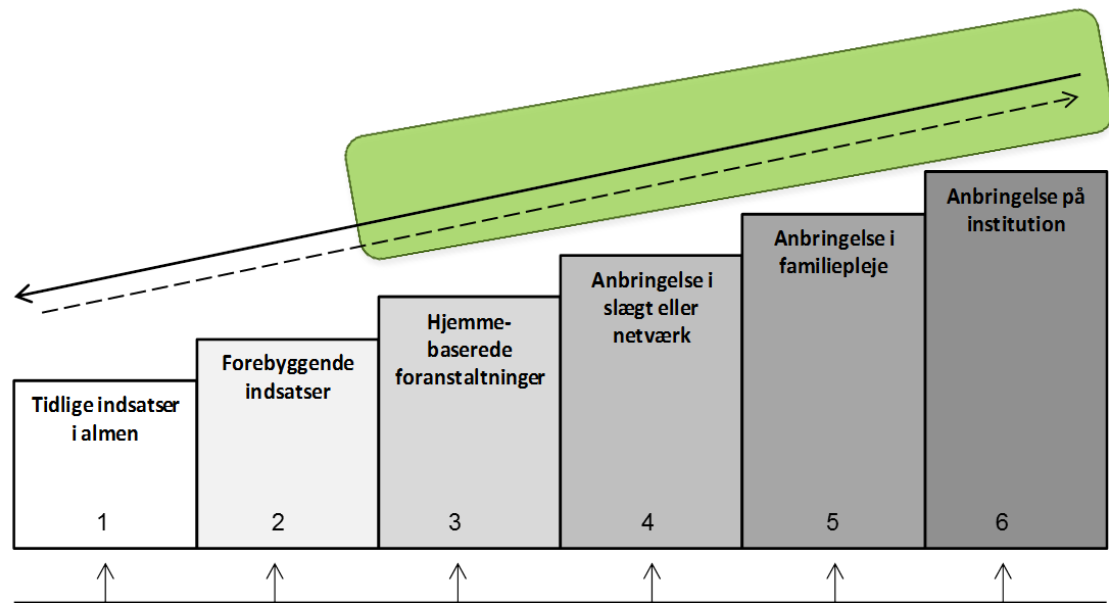 Tidlige indsatser
i almen
1
Forebyggende
indsatser
2
Hjemme-
baserede
foranstaltninger
3
Anbringelse i
slægt eller
netværk
4
Anbringelse i
familiepleje
5
Anbringelse på
institution
6